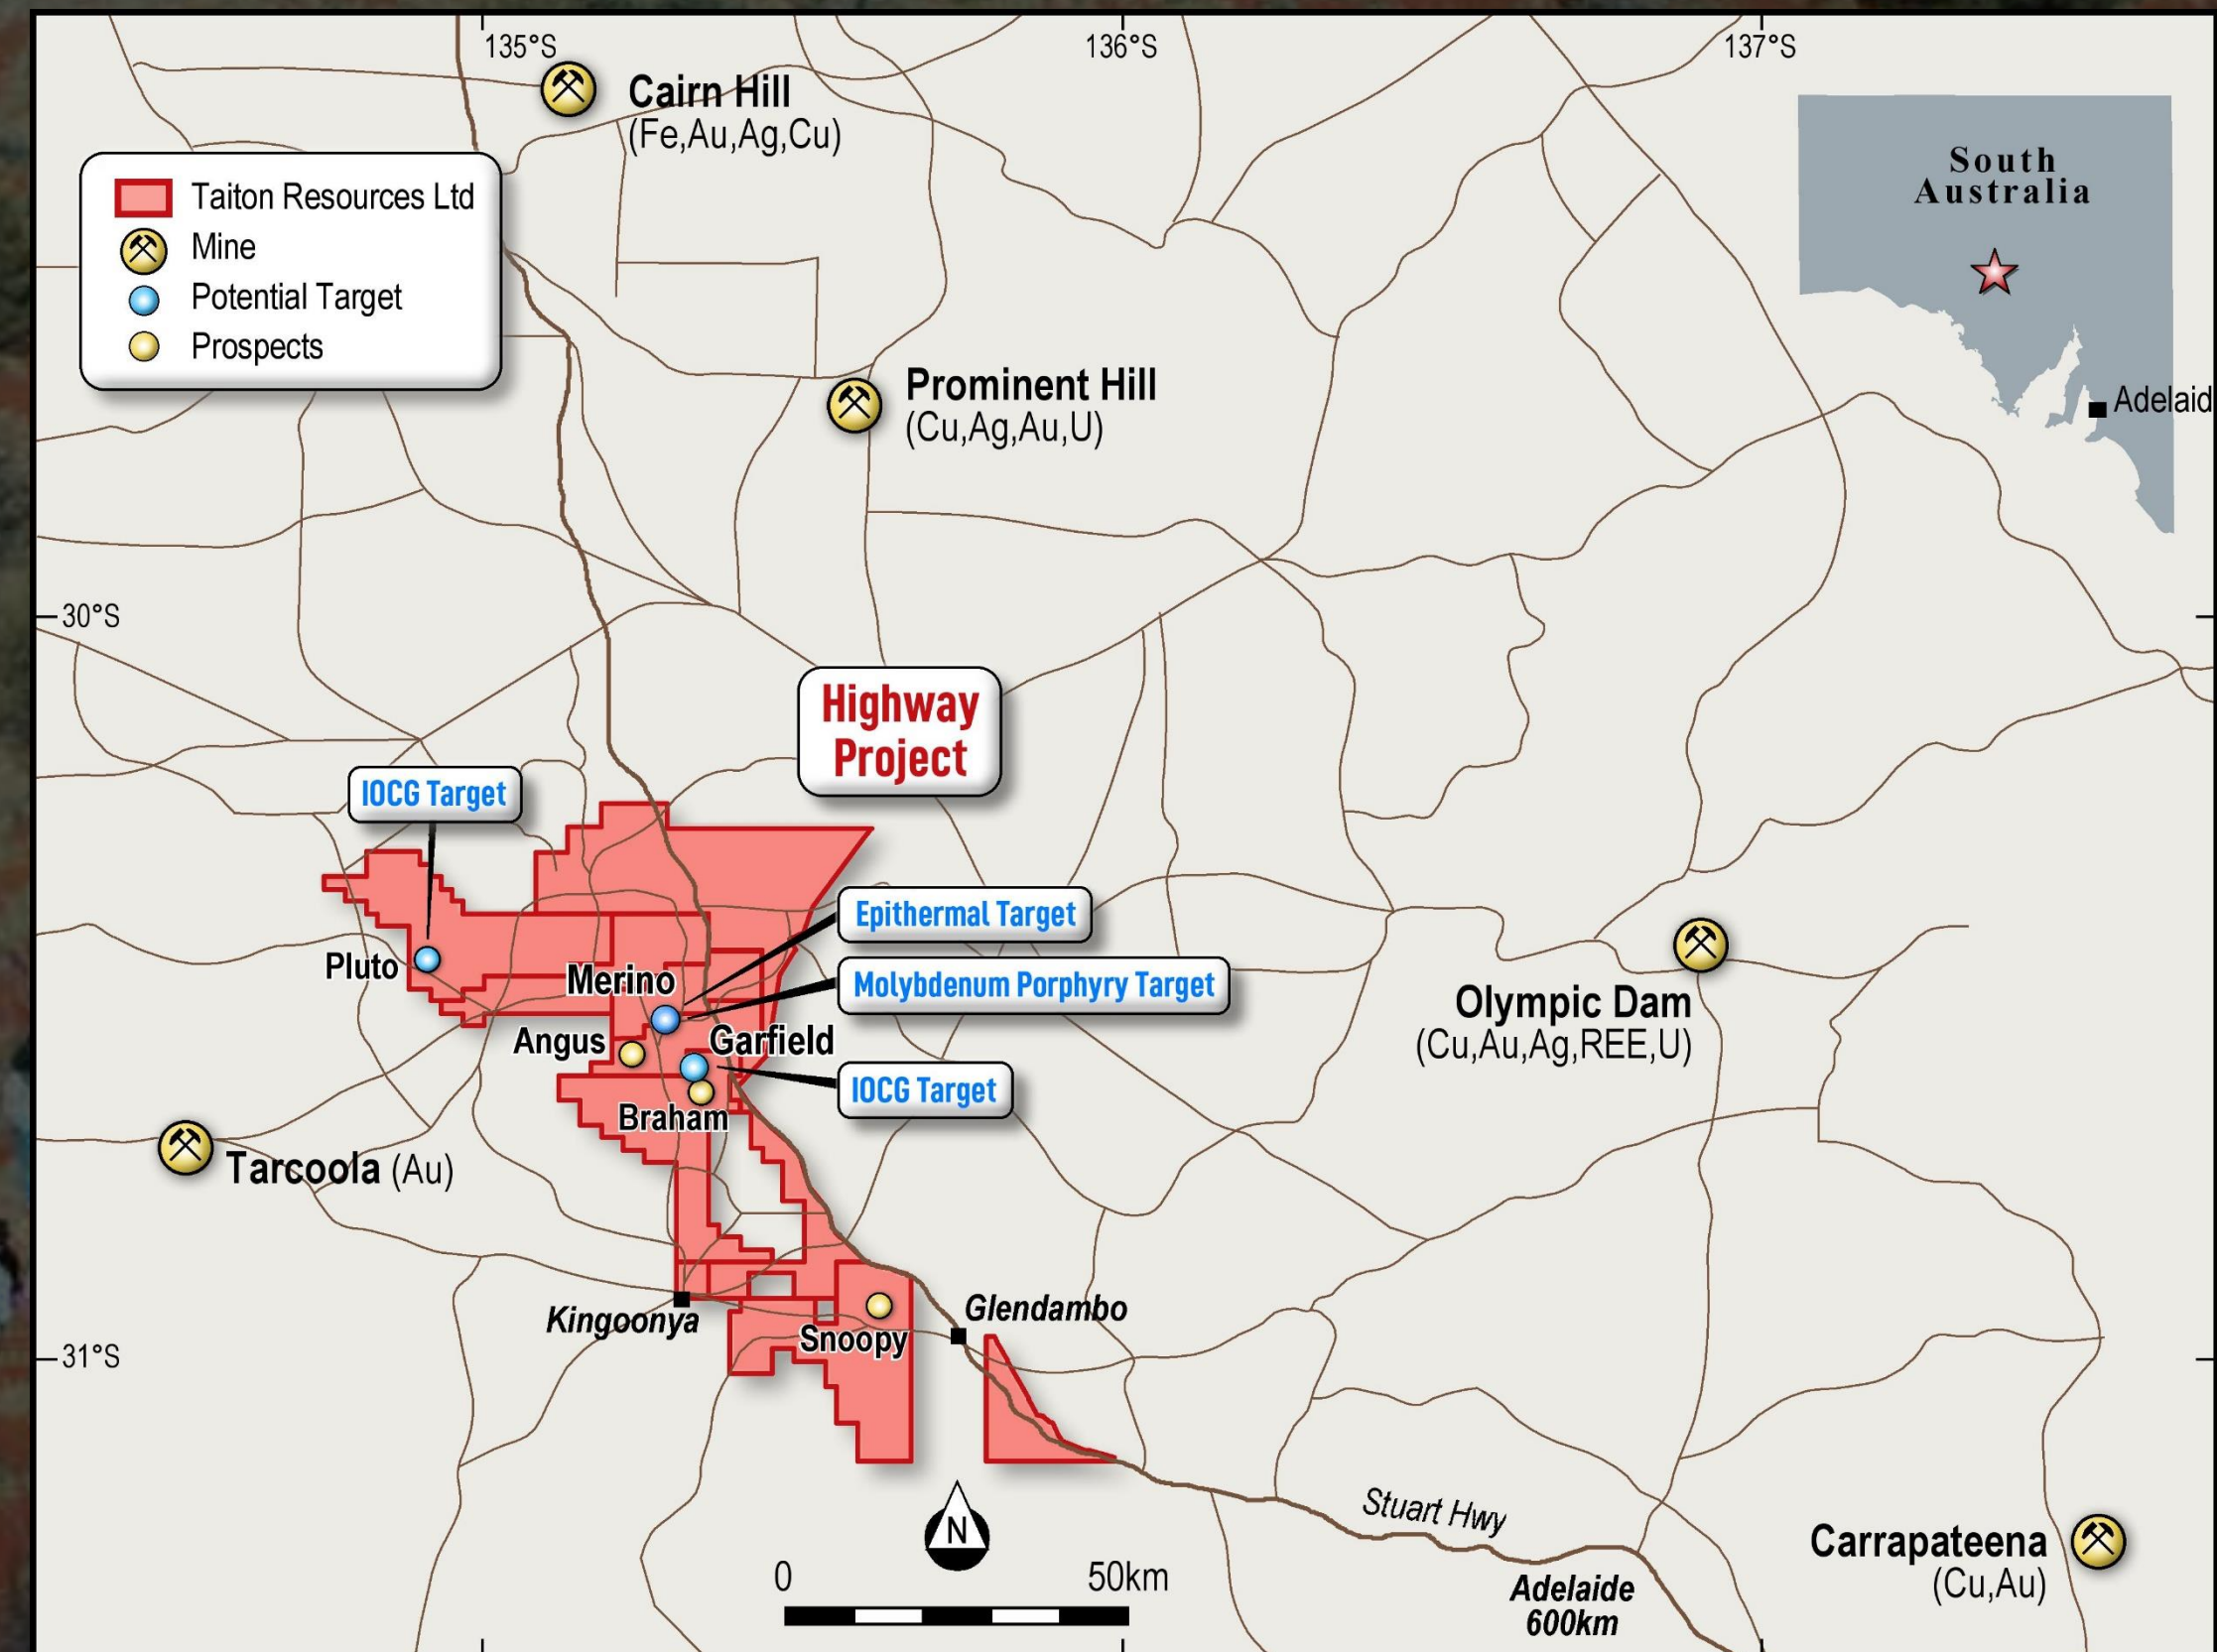 135°S
136°S
137°S
Cairn Hill
(Fe,Au,Ag,Cu)
Taiton Resources Ltd
Mine
Potential Target
Prospects
South
Australia
Adelaid
Prominent Hill
(Cu,Ag,Au,U)
30°S
Highway
Project
IOCG Target
Epithermal Target
Pluto
Merino
Molybdenum Porphyry Target
Olympic Dam
(Cu,Au,Ag,REE,U)
Angus
Garfield
IOCG Target
Braham
Tarcoola (Au)
Kingoonya
Glendambo
Snoopy
31°S
N
Stuart Hwy
0 50km
Carrapateena
(Cu,Au)
Adelaide
600km